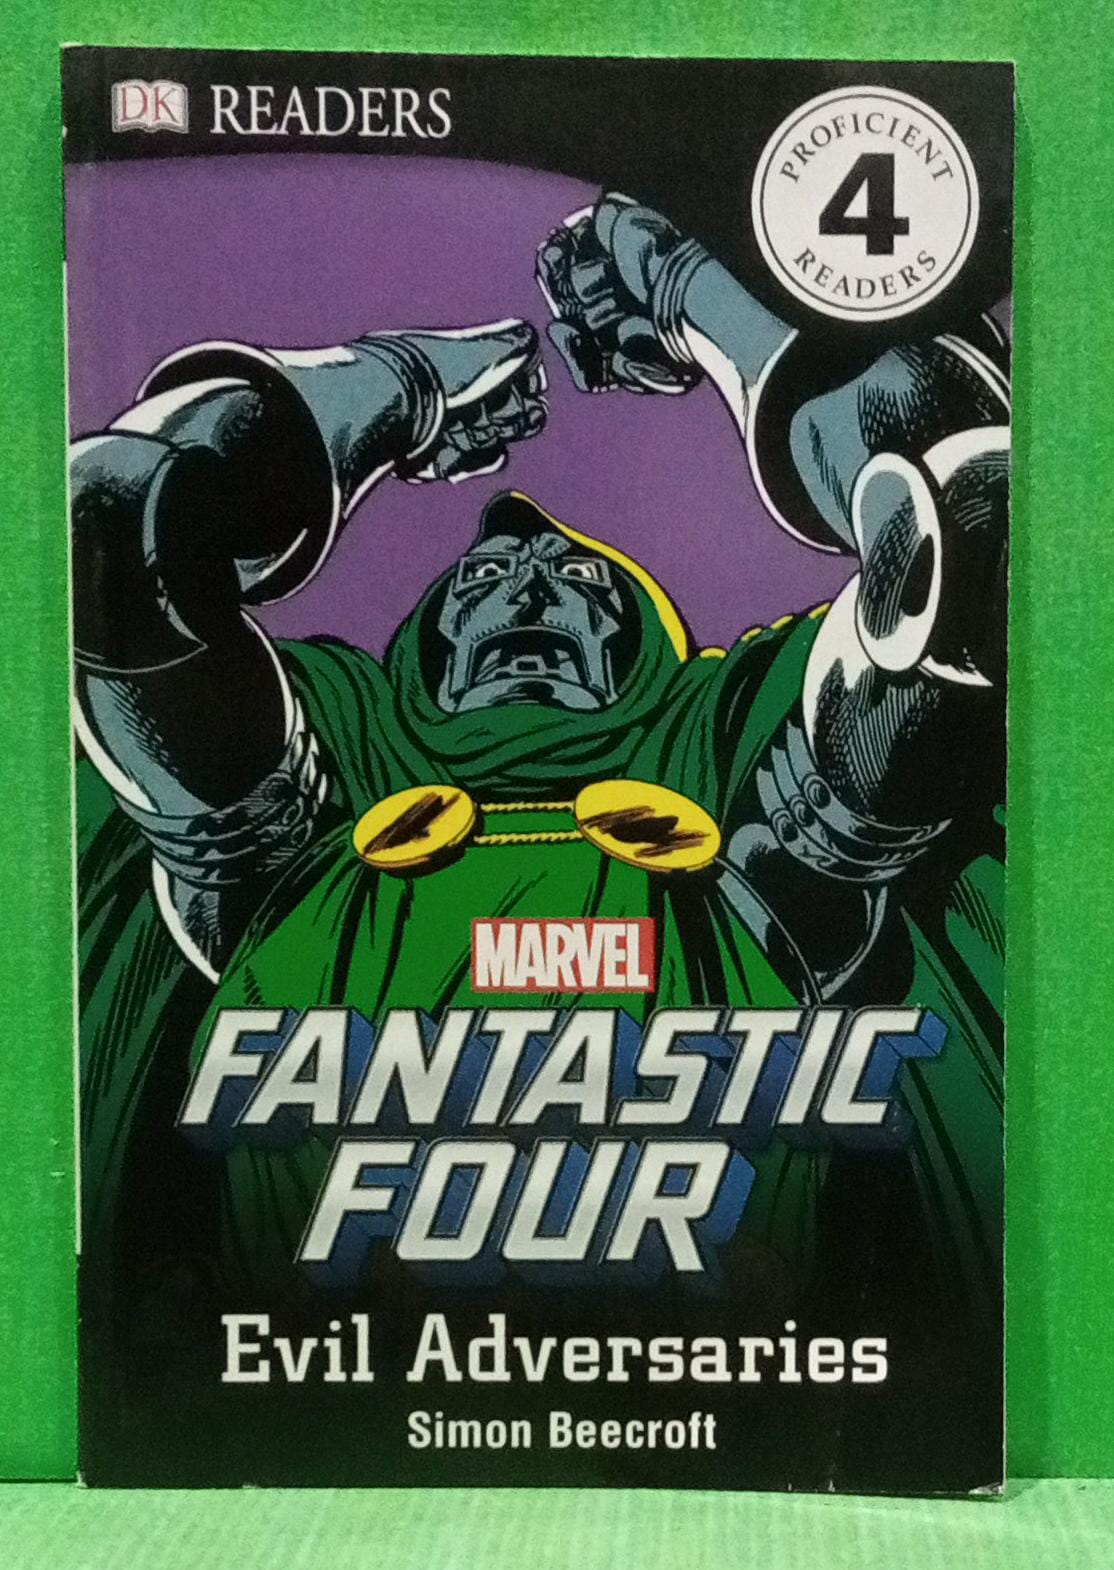 DK READERS
PROFICIENT
4
READERS
MARVEL
FANTASTIC
FOUR
Evil Adversaries
Simon Beecroft